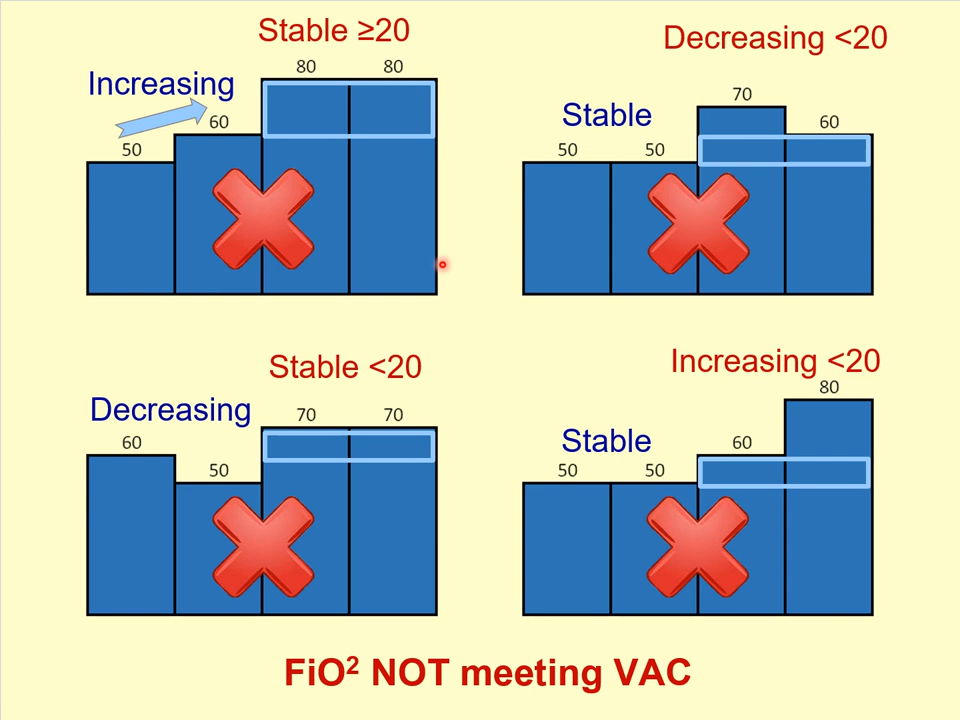 Stable ≥20
Increasing
50
60
80
80
Decreasing <20
Stable
50
50
70
60
Stable <20
Decreasing
60
50
70
70
Increasing <20
Stable
50
50
60
80
FiO² NOT meeting VAC